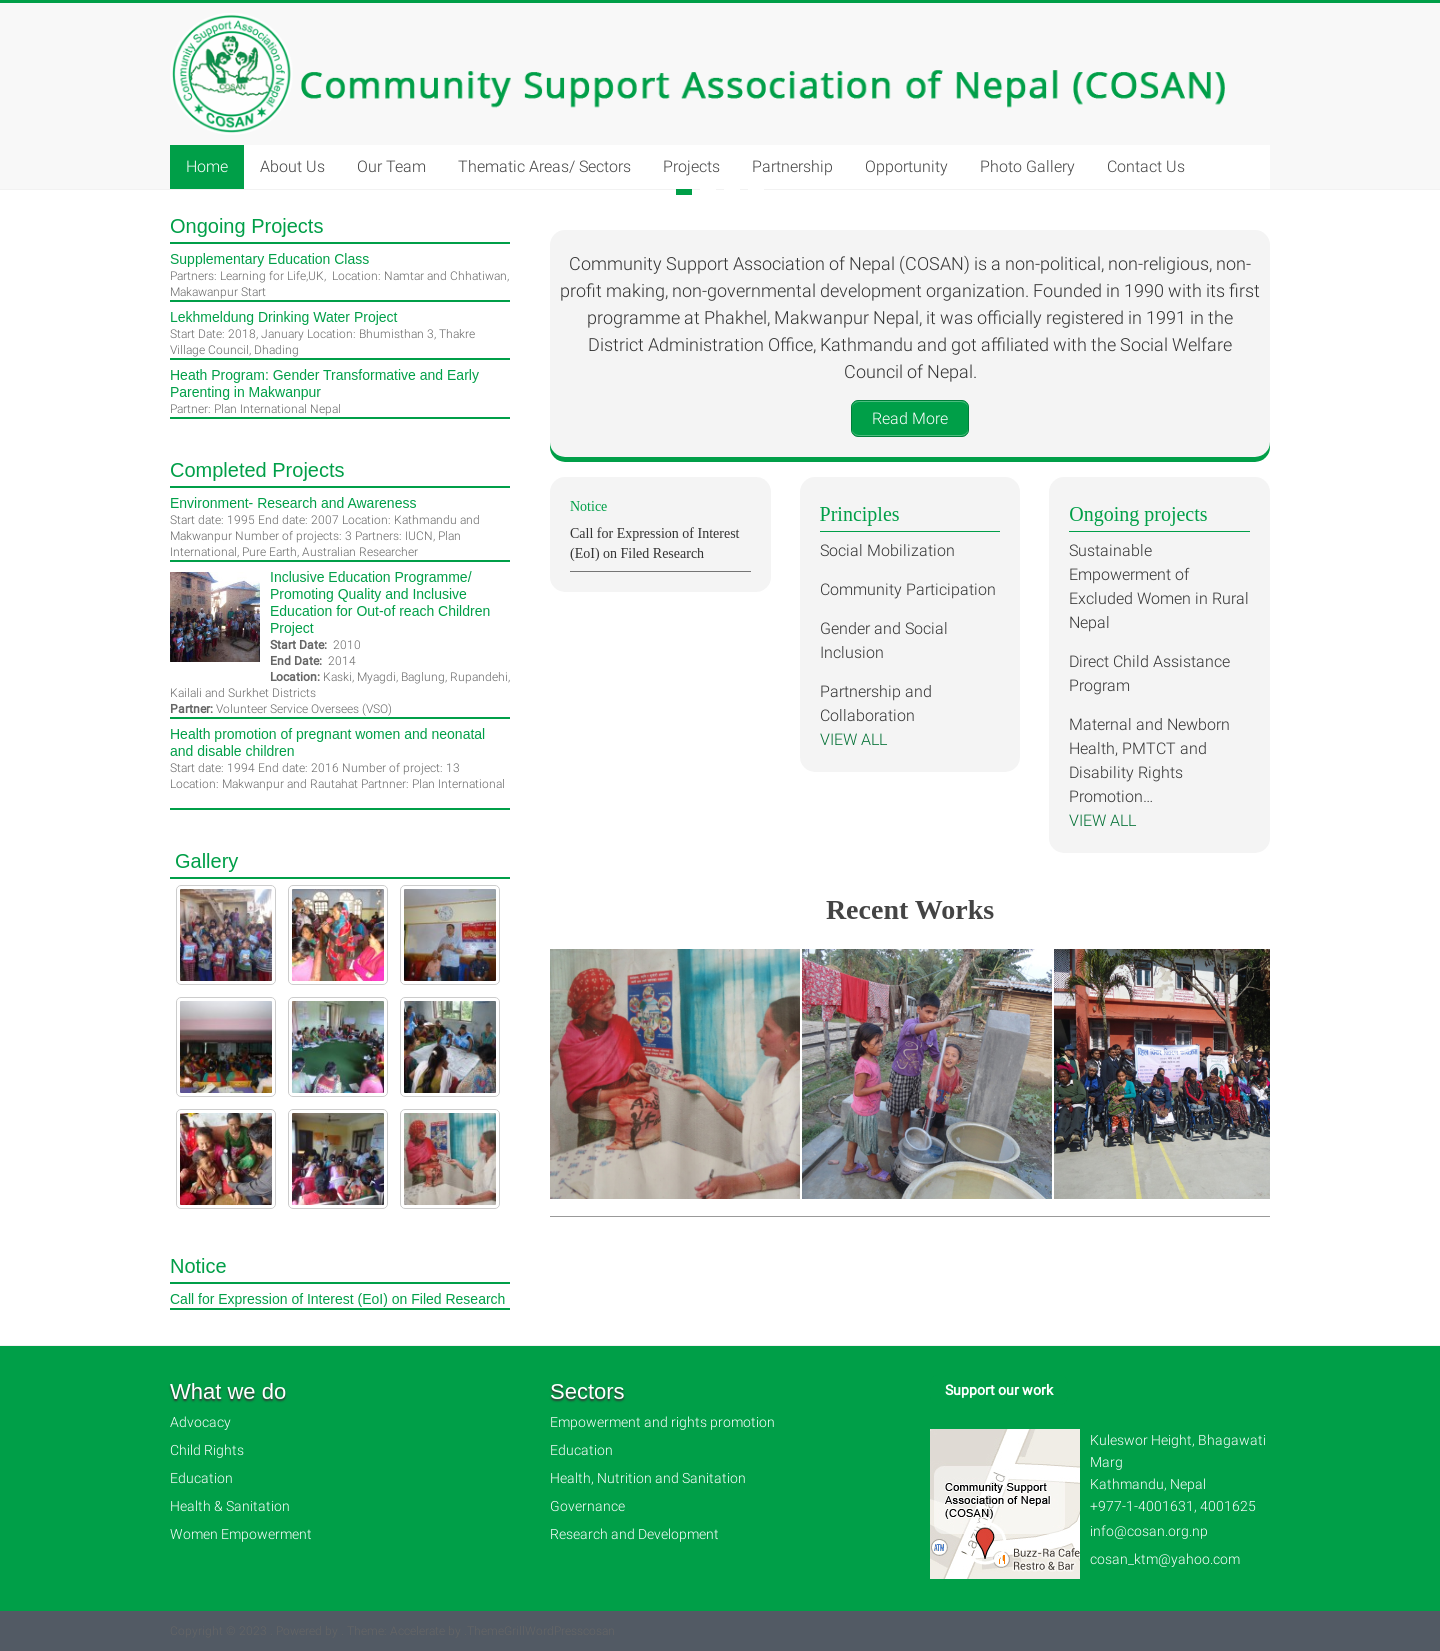 Community Support Association of Nepal
COSAN
COSAN
Community Support Association of Nepal (COSAN)
Home
About Us
Our Team
Thematic Areas/ Sectors
Projects
Partnership
Opportunity
Photo Gallery
Contact Us
Ongoing Projects
Supplementary Education Class
Partners: Learning for Life,UK,  Location: Namtar and Chhatiwan,
Makawanpur Start
Lekhmeldung Drinking Water Project
Start Date: 2018, January Location: Bhumisthan 3, Thakre
Village Council, Dhading
Heath Program: Gender Transformative and Early
Parenting in Makwanpur
Partner: Plan International Nepal
Completed Projects
Environment- Research and Awareness
Start date: 1995 End date: 2007 Location: Kathmandu and
Makwanpur Number of projects: 3 Partners: IUCN, Plan
International, Pure Earth, Australian Researcher
Inclusive Education Programme/
Promoting Quality and Inclusive
Education for Out-of reach Children
Project
Start Date:  2010
End Date:  2014
Location: Kaski, Myagdi, Baglung, Rupandehi,
Kailali and Surkhet Districts
Partner: Volunteer Service Oversees (VSO)
Health promotion of pregnant women and neonatal
and disable children
Start date: 1994 End date: 2016 Number of project: 13
Location: Makwanpur and Rautahat Partnner: Plan International
Gallery
Notice
Call for Expression of Interest (EoI) on Filed Research
Community Support Association of Nepal (COSAN) is a non-political, non-religious, non-
profit making, non-governmental development organization. Founded in 1990 with its first
programme at Phakhel, Makwanpur Nepal, it was officially registered in 1991 in the
District Administration Office, Kathmandu and got affiliated with the Social Welfare
Council of Nepal.
Read More
Notice
Call for Expression of Interest
(EoI) on Filed Research
Principles
Social Mobilization
Community Participation
Gender and Social
Inclusion
Partnership and
Collaboration
VIEW ALL
Ongoing projects
Sustainable
Empowerment of
Excluded Women in Rural
Nepal
Direct Child Assistance
Program
Maternal and Newborn
Health, PMTCT and
Disability Rights
Promotion…
VIEW ALL
Recent Works
What we do
Advocacy
Child Rights
Education
Health & Sanitation
Women Empowerment
Sectors
Empowerment and rights promotion
Education
Health, Nutrition and Sanitation
Governance
Research and Development
Support our work
Community Support
Association of Nepal
(COSAN)
ATM
Buzz-Ra Cafe
Restro & Bar
Kuleswor Height, Bhagawati
Marg
Kathmandu, Nepal
+977-1-4001631, 4001625
info@cosan.org.np
cosan_ktm@yahoo.com